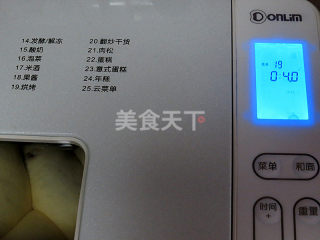 14.发酵/解冻 20.翻炒干货
15.酸奶 21.肉松
16.泡菜 22.蛋糕
17.米酒 23.意式蛋糕
18.果酱 24.年糕
19.烘烤 25.云菜单
DONLIM
19
0:40
菜单 和面
时间 重量
+
美食天下